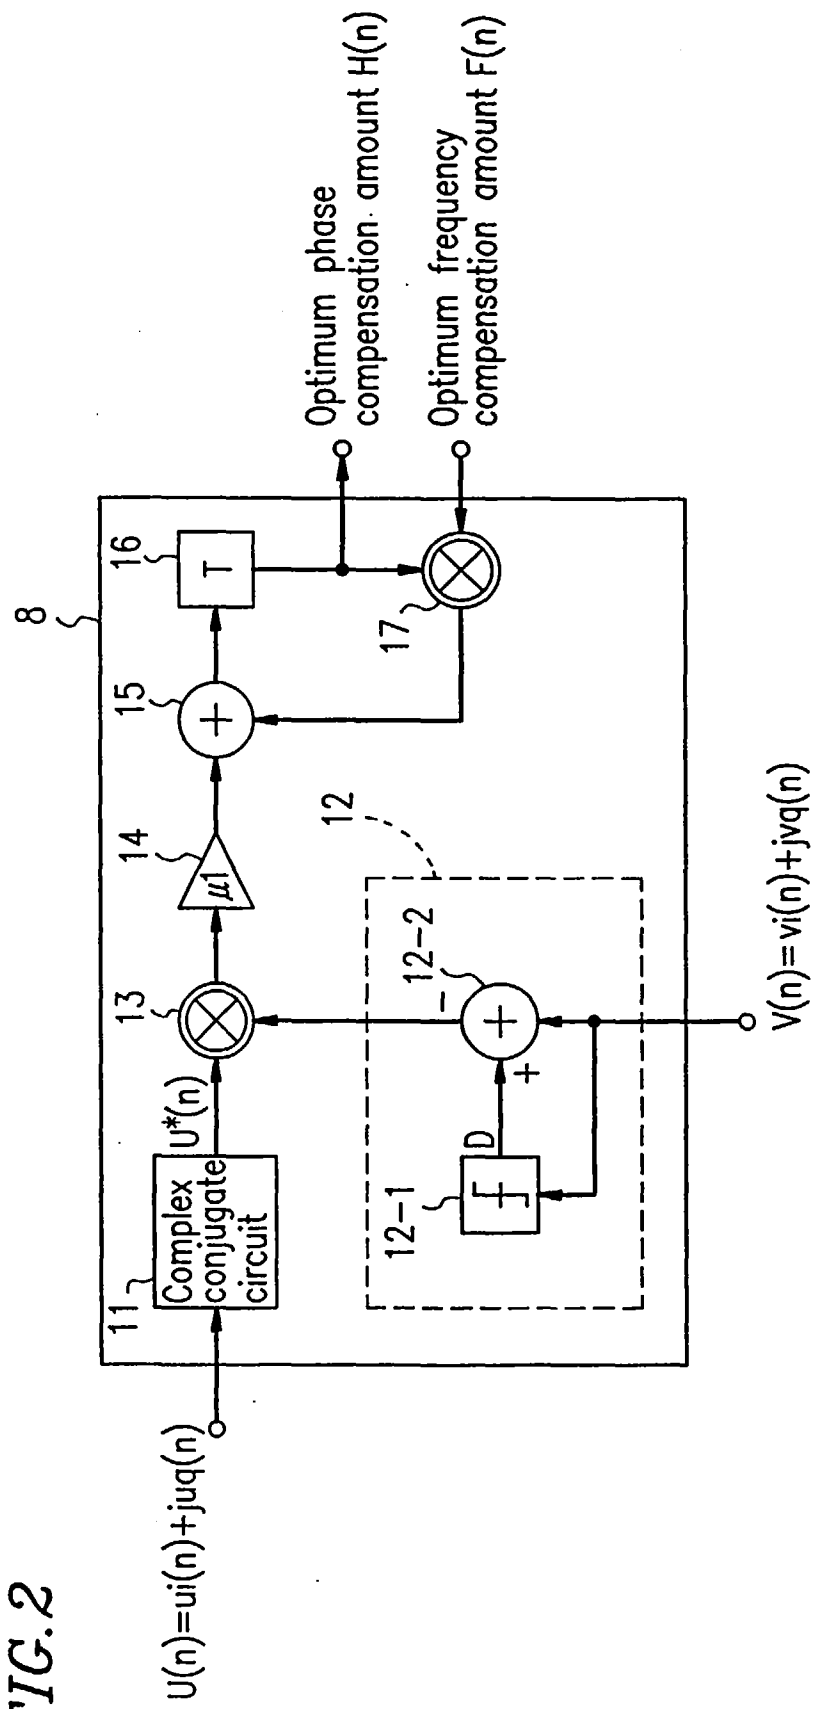 FIG.2
U(n)=ui(n)+juq(n)
11
Complex
conjugate
circuit
U*(n)
13
14
μ1
15
+
16
T
8
17
Optimum phase
compensation amount H(n)
Optimum frequency
compensation amount F(n)
12
12-1
D
12-2
+
−
+
V(n)=vi(n)+jvq(n)